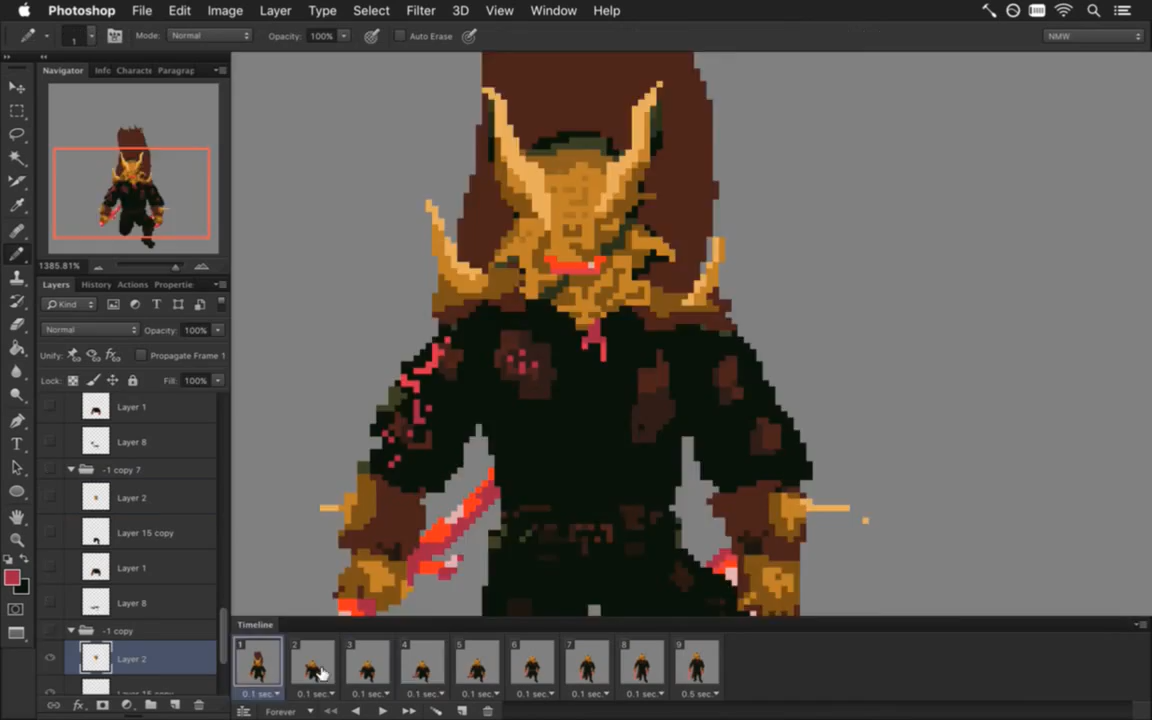 Photoshop File Edit Image Layer Type Select Filter 3D View Window Help
1 Mode: Normal Opacity: 100% Auto Erase NMW
Navigator Info Characte Paragrap
1385.81%
Layers History Actions Propertie
Kind
Normal Opacity: 100%
Unify: Propagate Frame 1
Lock: Fill: 100%
Layer 1
Layer 8
-1 copy 7
Layer 2
Layer 15 copy
Layer 1
Layer 8
-1 copy
Layer 2
Timeline
1 2 3 4 5 6 7 8 9
0.1 sec. 0.1 sec. 0.1 sec. 0.1 sec. 0.1 sec. 0.1 sec. 0.1 sec. 0.1 sec. 0.5 sec.
Forever